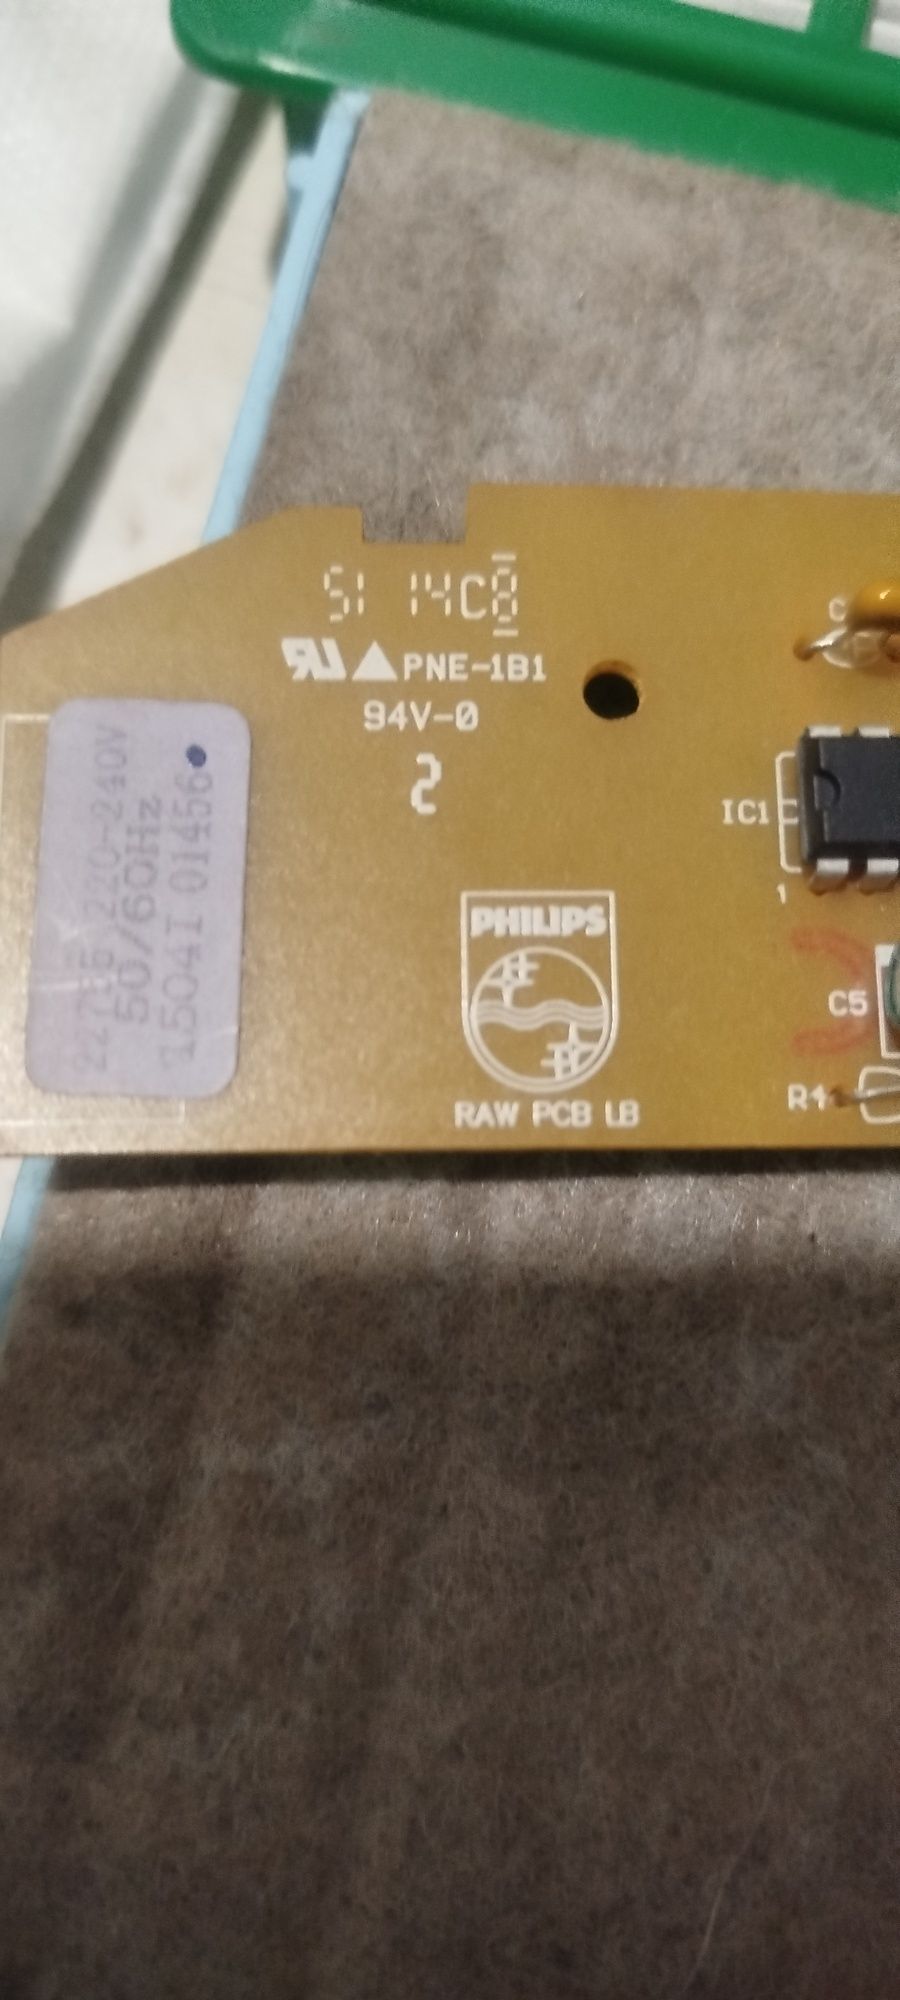 51 14C8
PNE-1B1
94V-0
2
220-240V
50/60Hz
1504I 01456
C
IC1
1
PHILIPS
C5
R4
RAW PCB LB